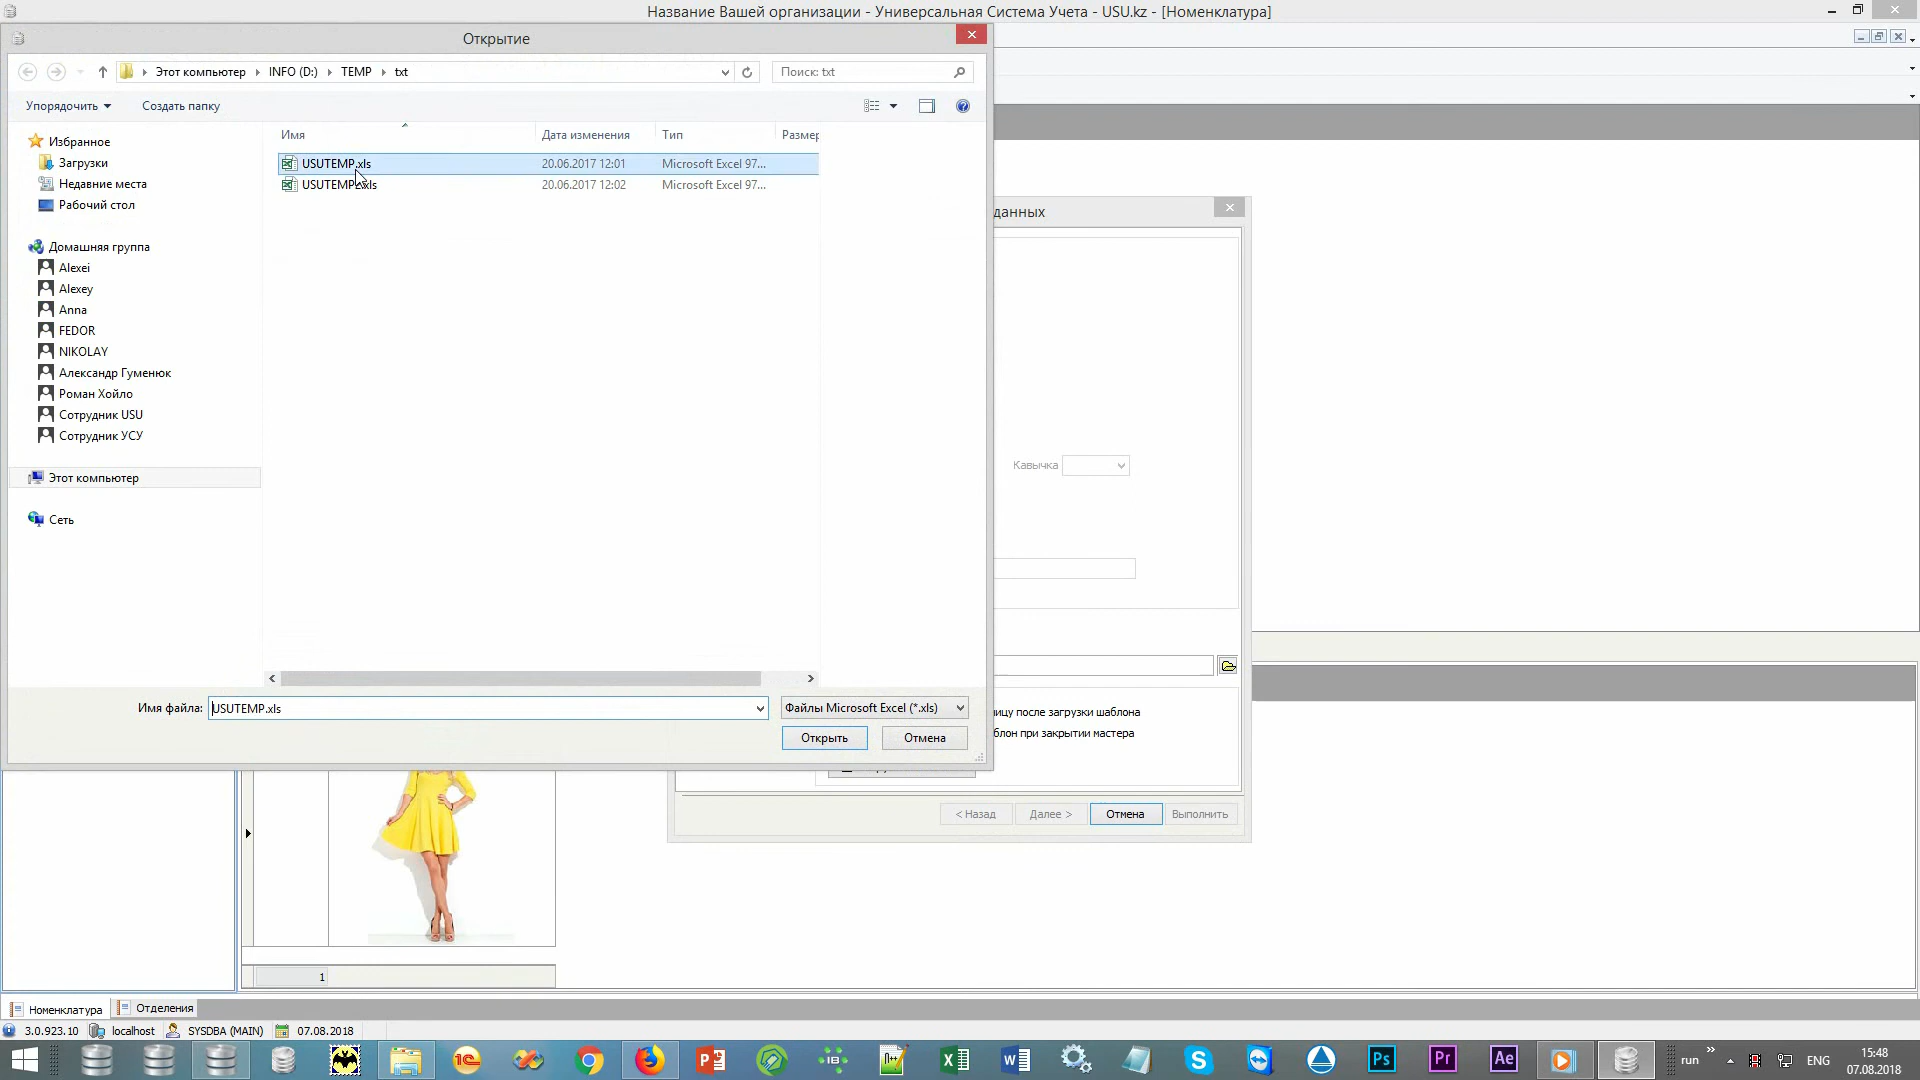 Название Вашей организации - Универсальная Система Учета - USU.kz - [Номенклатура]
Открытие
Этот компьютер
INFO (D:)
TEMP
txt
Поиск: txt
Упорядочить
Создать папку
Имя
Дата изменения
Тип
Размер
Избранное
Загрузки
Недавние места
Рабочий стол
Домашняя группа
Alexei
Alexey
Anna
FEDOR
NIKOLAY
Александр Гуменюк
Роман Хойло
Сотрудник USU
Сотрудник УСУ
Этот компьютер
Сеть
USUTEMP.xls 20.06.2017 12:01 Microsoft Excel 97...
20.06.2017 12:02 Microsoft Excel 97...
Имя файла: USUTEMP.xls
Файлы Microsoft Excel (*.xls)
Открыть
Отмена
данных
Кавычка
ицу после загрузки шаблона
блон при закрытии мастера
< Назад
Далее >
Отмена
Выполнить
1
Номенклатура
Отделения
3.0.923.10
localhost
SYSDBA (MAIN)
07.08.2018
run
ENG
15:48
07.08.2018